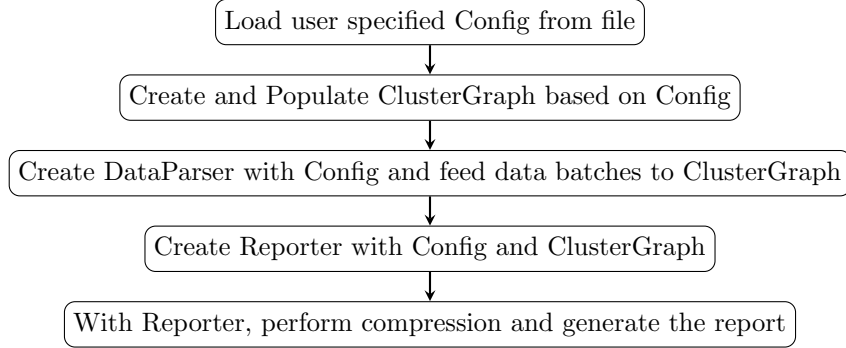 Load user specified Config from file
Create and Populate ClusterGraph based on Config
Create DataParser with Config and feed data batches to ClusterGraph
Create Reporter with Config and ClusterGraph
With Reporter, perform compression and generate the report